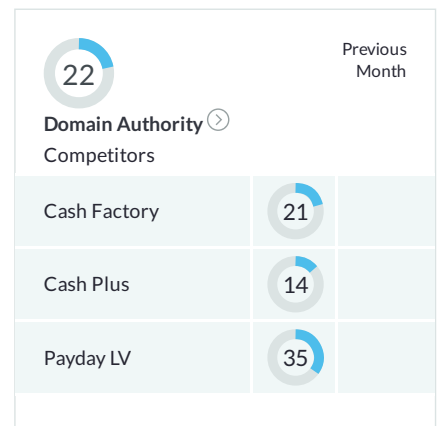 22
Previous
Month
Domain Authority
Competitors
Cash Factory 21
Cash Plus 14
Payday LV 35